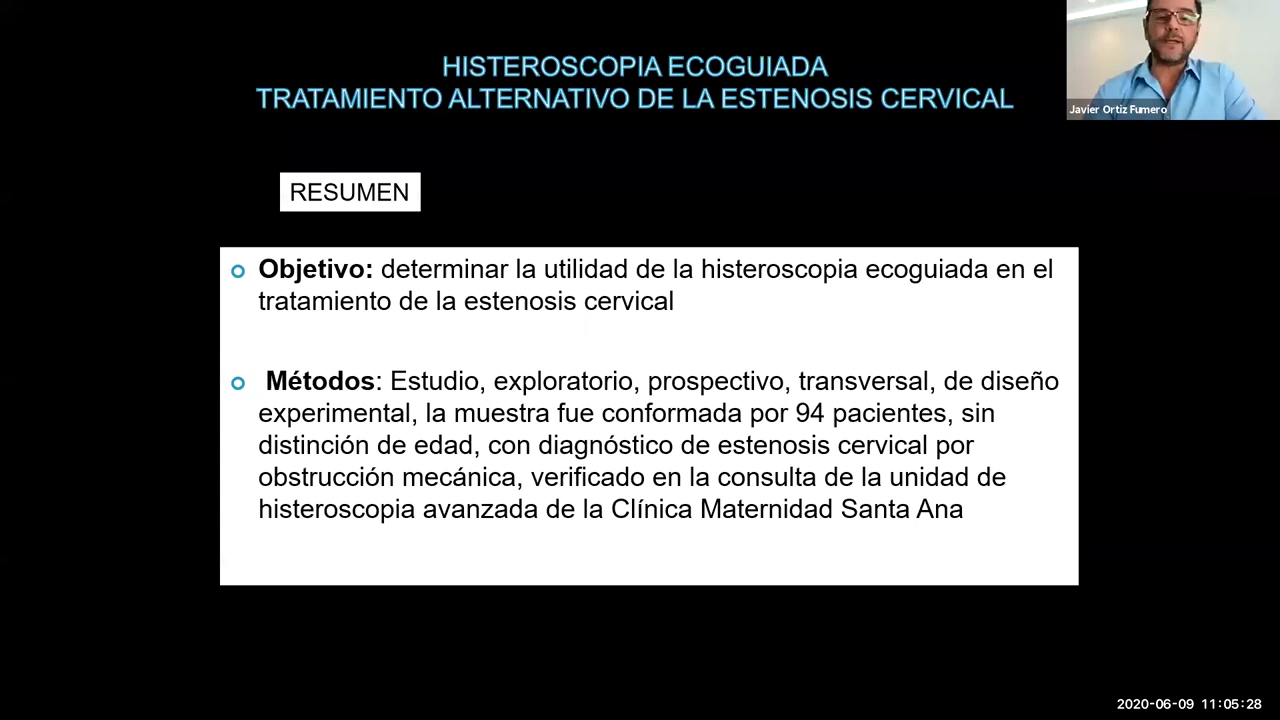 HISTEROSCOPIA ECOGUIADA
TRATAMIENTO ALTERNATIVO DE LA ESTENOSIS CERVICAL
Javier Ortiz Fumero
RESUMEN
Objetivo: determinar la utilidad de la histeroscopia ecoguiada en el
tratamiento de la estenosis cervical
Métodos: Estudio, exploratorio, prospectivo, transversal, de diseño
experimental, la muestra fue conformada por 94 pacientes, sin
distinción de edad, con diagnóstico de estenosis cervical por
obstrucción mecánica, verificado en la consulta de la unidad de
histeroscopia avanzada de la Clínica Maternidad Santa Ana
2020-06-09 11:05:28